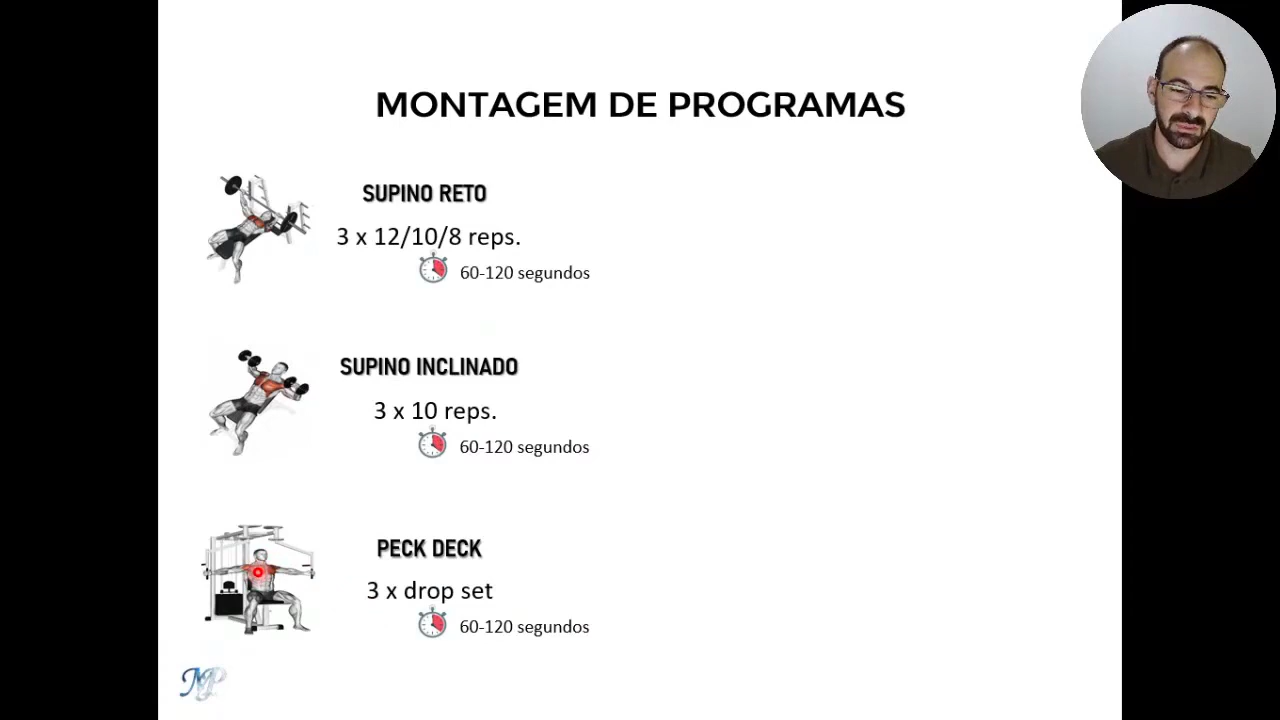 MONTAGEM DE PROGRAMAS
SUPINO RETO
3 x 12/10/8 reps.
60-120 segundos
SUPINO INCLINADO
3 x 10 reps.
60-120 segundos
PECK DECK
3 x drop set
60-120 segundos
MP